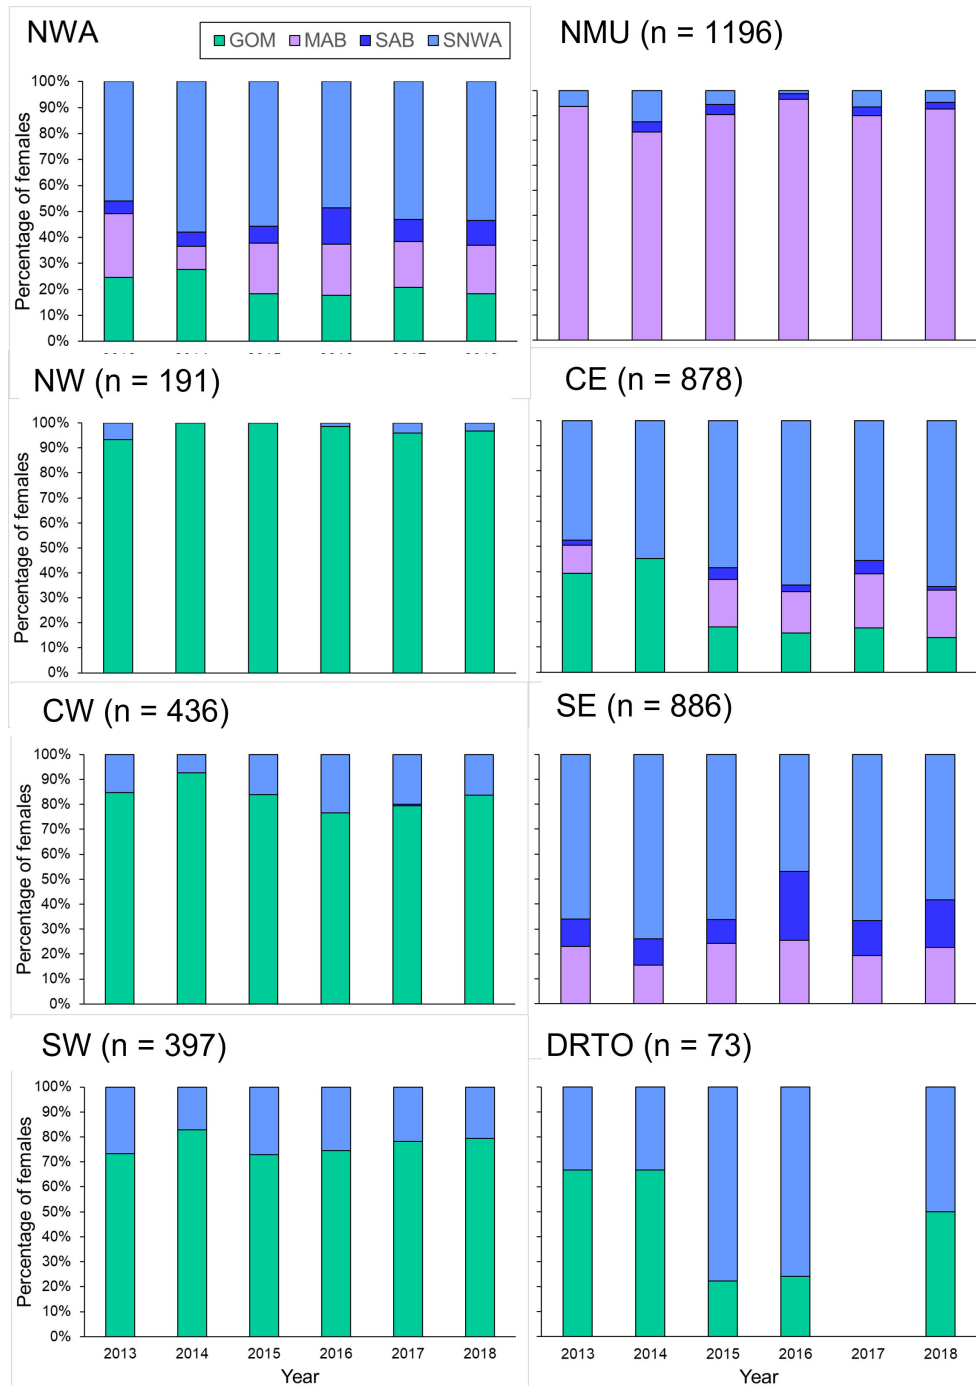 NWA
GOM MAB SAB SNWA
NMU (n = 1196)
Percentage of females
100%
90%
80%
70%
60%
50%
40%
30%
20%
10%
0%
NW (n = 191)
CE (n = 878)
Percentage of females
100%
90%
80%
70%
60%
50%
40%
30%
20%
10%
0%
CW (n = 436)
SE (n = 886)
Percentage of females
100%
90%
80%
70%
60%
50%
40%
30%
20%
10%
0%
SW (n = 397)
DRTO (n = 73)
Percentage of females
100%
90%
80%
70%
60%
50%
40%
30%
20%
10%
0%
2013 2014 2015 2016 2017 2018
Year
2013 2014 2015 2016 2017 2018
Year